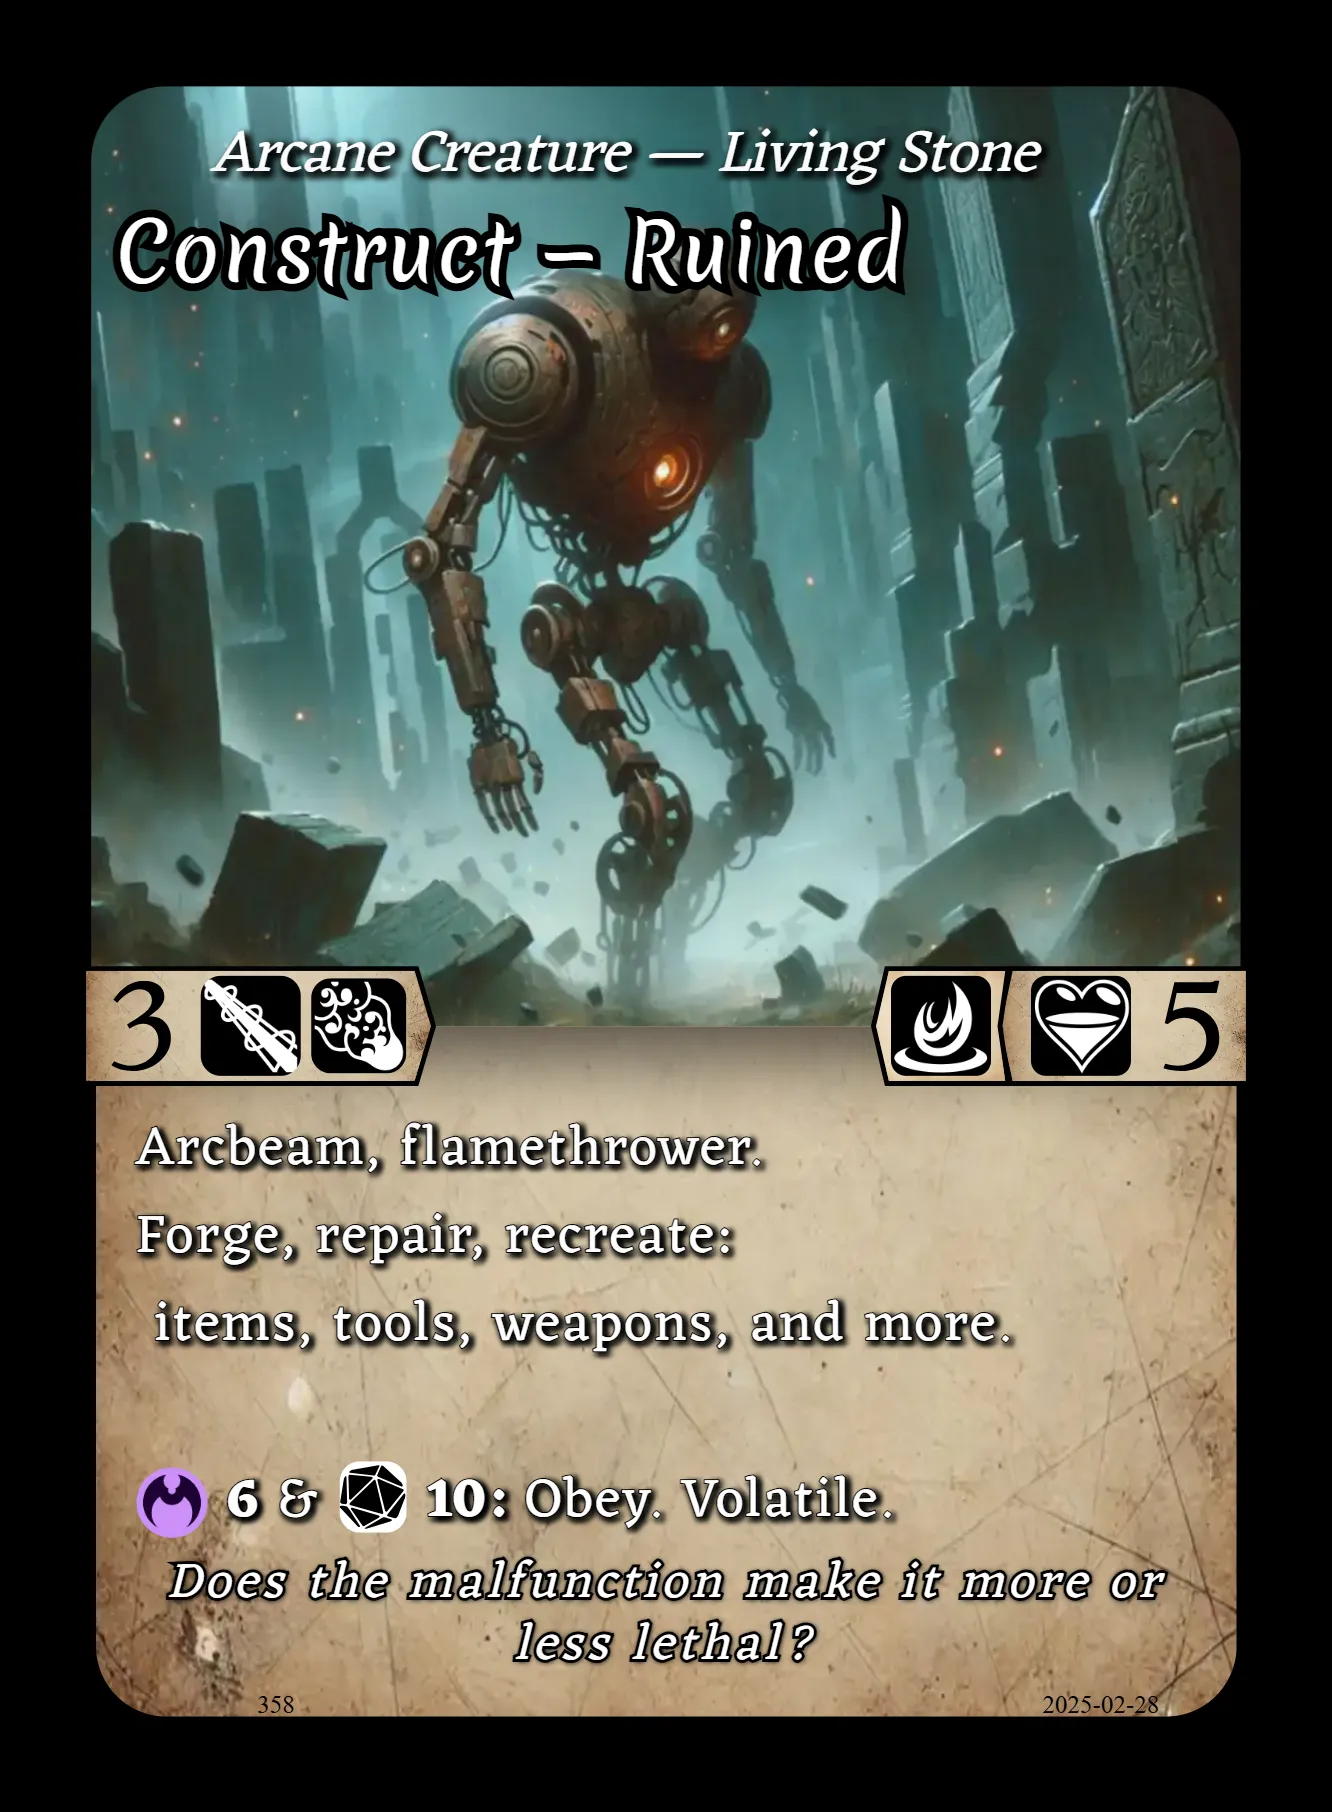 Arcane Creature — Living Stone
Construct – Ruined
3
5
Arcbeam, flamethrower.
Forge, repair, recreate:
items, tools, weapons, and more.
6 & 10: Obey. Volatile.
Does the malfunction make it more or
less lethal?
358
2025-02-28